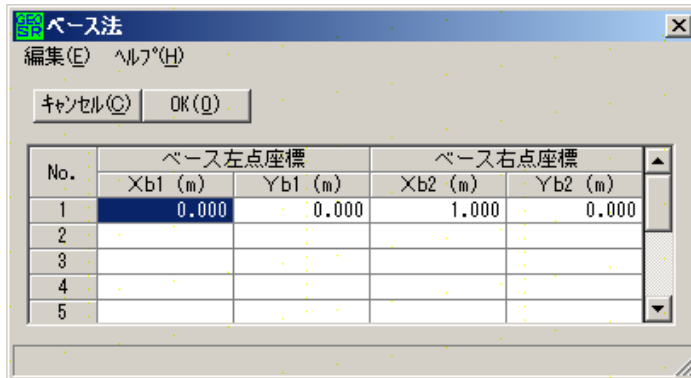 GEO SR ベース法
編集(E) ヘルプ(H)
キャンセル(C) OK(O)
No. ベース左点座標 ベース右点座標
Xb1 (m) Yb1 (m) Xb2 (m) Yb2 (m)
1 0.000 0.000 1.000 0.000
2
3
4
5